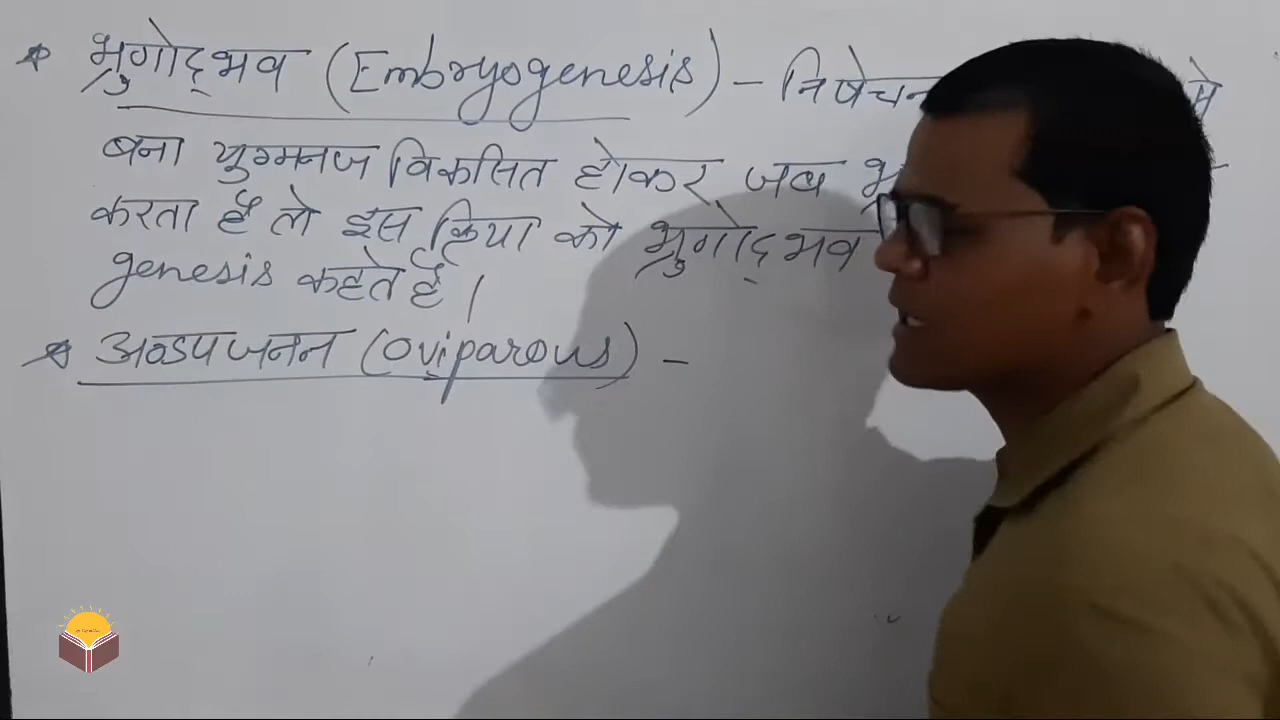 * भ्रुणोद्भव (Embryogenesis) – निषेचन मे
बना युग्मनज विकसित होकर जब
करता है तो इस क्रिया को भ्रुणोद्भव
genesis कहते है।
* अण्डप्रजनन (Oviparous) –